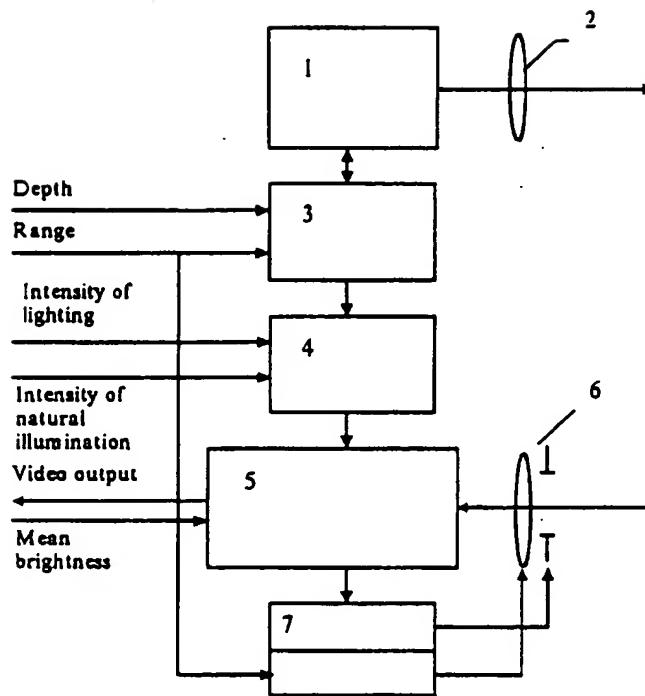 1
2
Depth
3
Range
Intensity of
lighting
4
Intensity of
natural
illumination
6
Video output
5
Mean
brightness
7